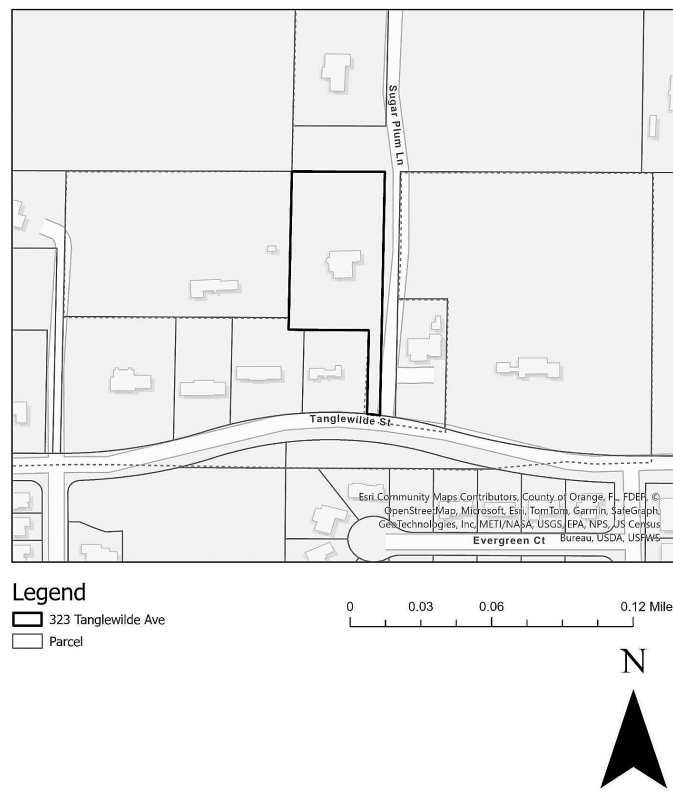 Sugar Plum Ln
Tanglewilde St
Esri Community Maps Contributors, County of Orange, FL, FDEP, ©
OpenStreetMap, Microsoft, Esri, TomTom, Garmin, SafeGraph,
GeoTechnologies, Inc, METI/NASA, USGS, EPA, NPS, US Census
Bureau, USDA, USFWS
Evergreen Ct
Legend
323 Tanglewilde Ave
Parcel
0 0.03 0.06 0.12 Mile
N